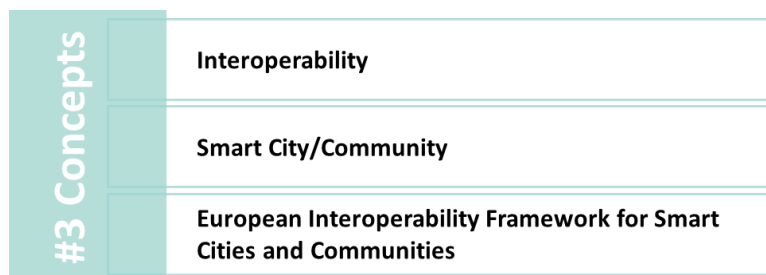 #3 Concepts
Interoperability
Smart City/Community
European Interoperability Framework for Smart
Cities and Communities